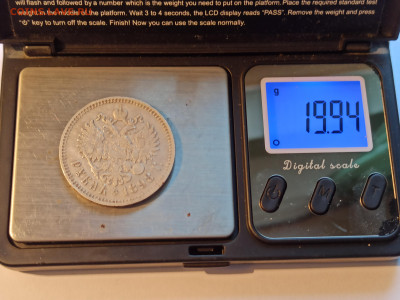 will flash and followed by a number which is the weight you need to put on the platform. Place the required standard test
weight in the middle of the platform. Wait 3 to 4 seconds, the LCD display reads "PASS". Remove the weight and press
key to turn off the scale. Finish! Now you can use the scale normally.
g
19.94
Digital scale
M
T